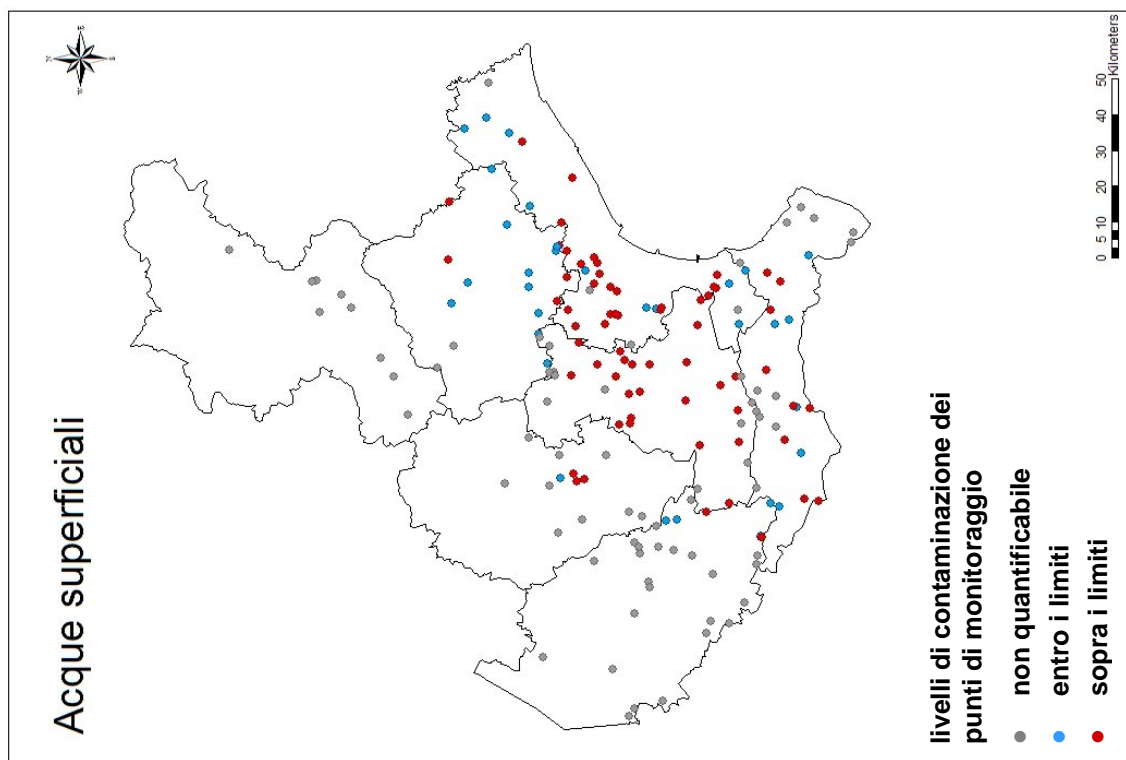 Acque superficiali
N
W
E
S
livelli di contaminazione dei
punti di monitoraggio
non quantificabile
entro i limiti
sopra i limiti
0 5 10 20 30 40 50
Kilometers